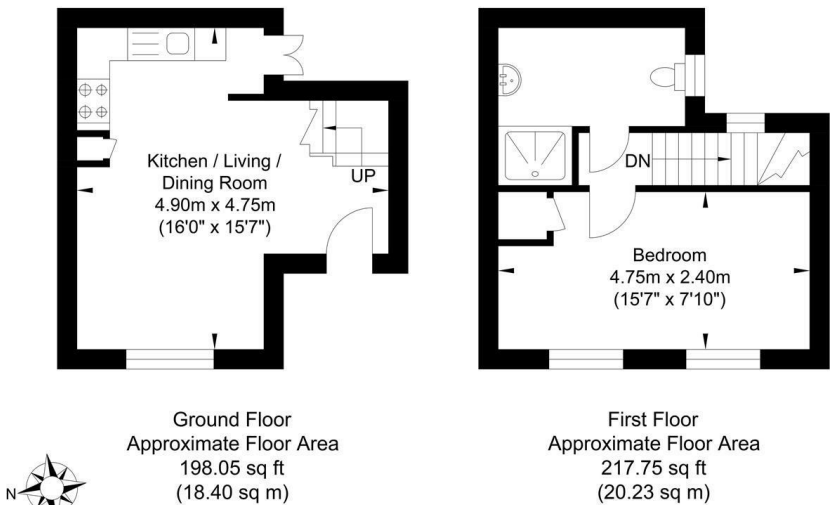 Kitchen / Living /
Dining Room
4.90m x 4.75m
(16'0" x 15'7")
UP
DN
Bedroom
4.75m x 2.40m
(15'7" x 7'10")
Ground Floor
Approximate Floor Area
198.05 sq ft
(18.40 sq m)
First Floor
Approximate Floor Area
217.75 sq ft
(20.23 sq m)
N